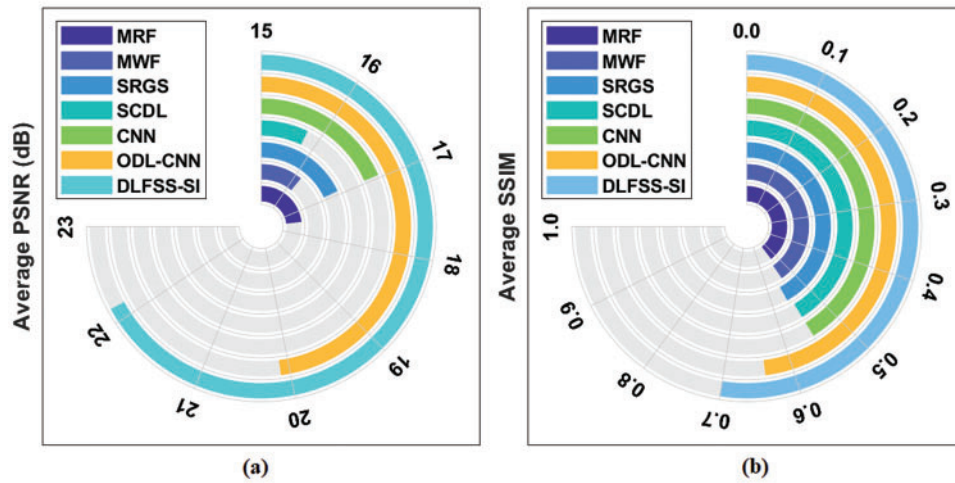 MRF
MWF
SRGS
SCDL
CNN
ODL-CNN
DLFSS-SI
15
16
17
18
19
20
21
22
23
Average PSNR (dB)
(a)
MRF
MWF
SRGS
SCDL
CNN
ODL-CNN
DLFSS-SI
0.0
0.1
0.2
0.3
0.4
0.5
0.6
0.7
0.8
0.9
1.0
Average SSIM
(b)